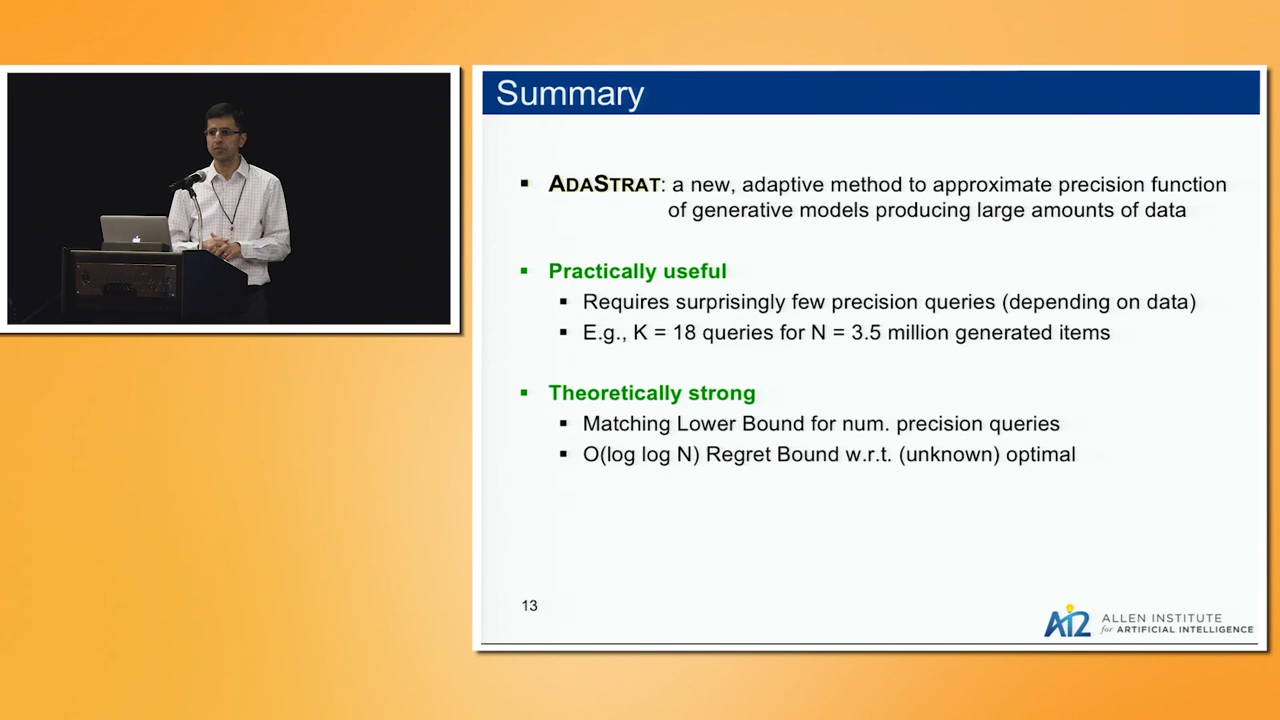 Summary
▪ ADASTRAT: a new, adaptive method to approximate precision function
of generative models producing large amounts of data
▪ Practically useful
▪ Requires surprisingly few precision queries (depending on data)
▪ E.g., K = 18 queries for N = 3.5 million generated items
▪ Theoretically strong
▪ Matching Lower Bound for num. precision queries
▪ O(log log N) Regret Bound w.r.t. (unknown) optimal
13
Ai2 ALLEN INSTITUTE
for ARTIFICIAL INTELLIGENCE